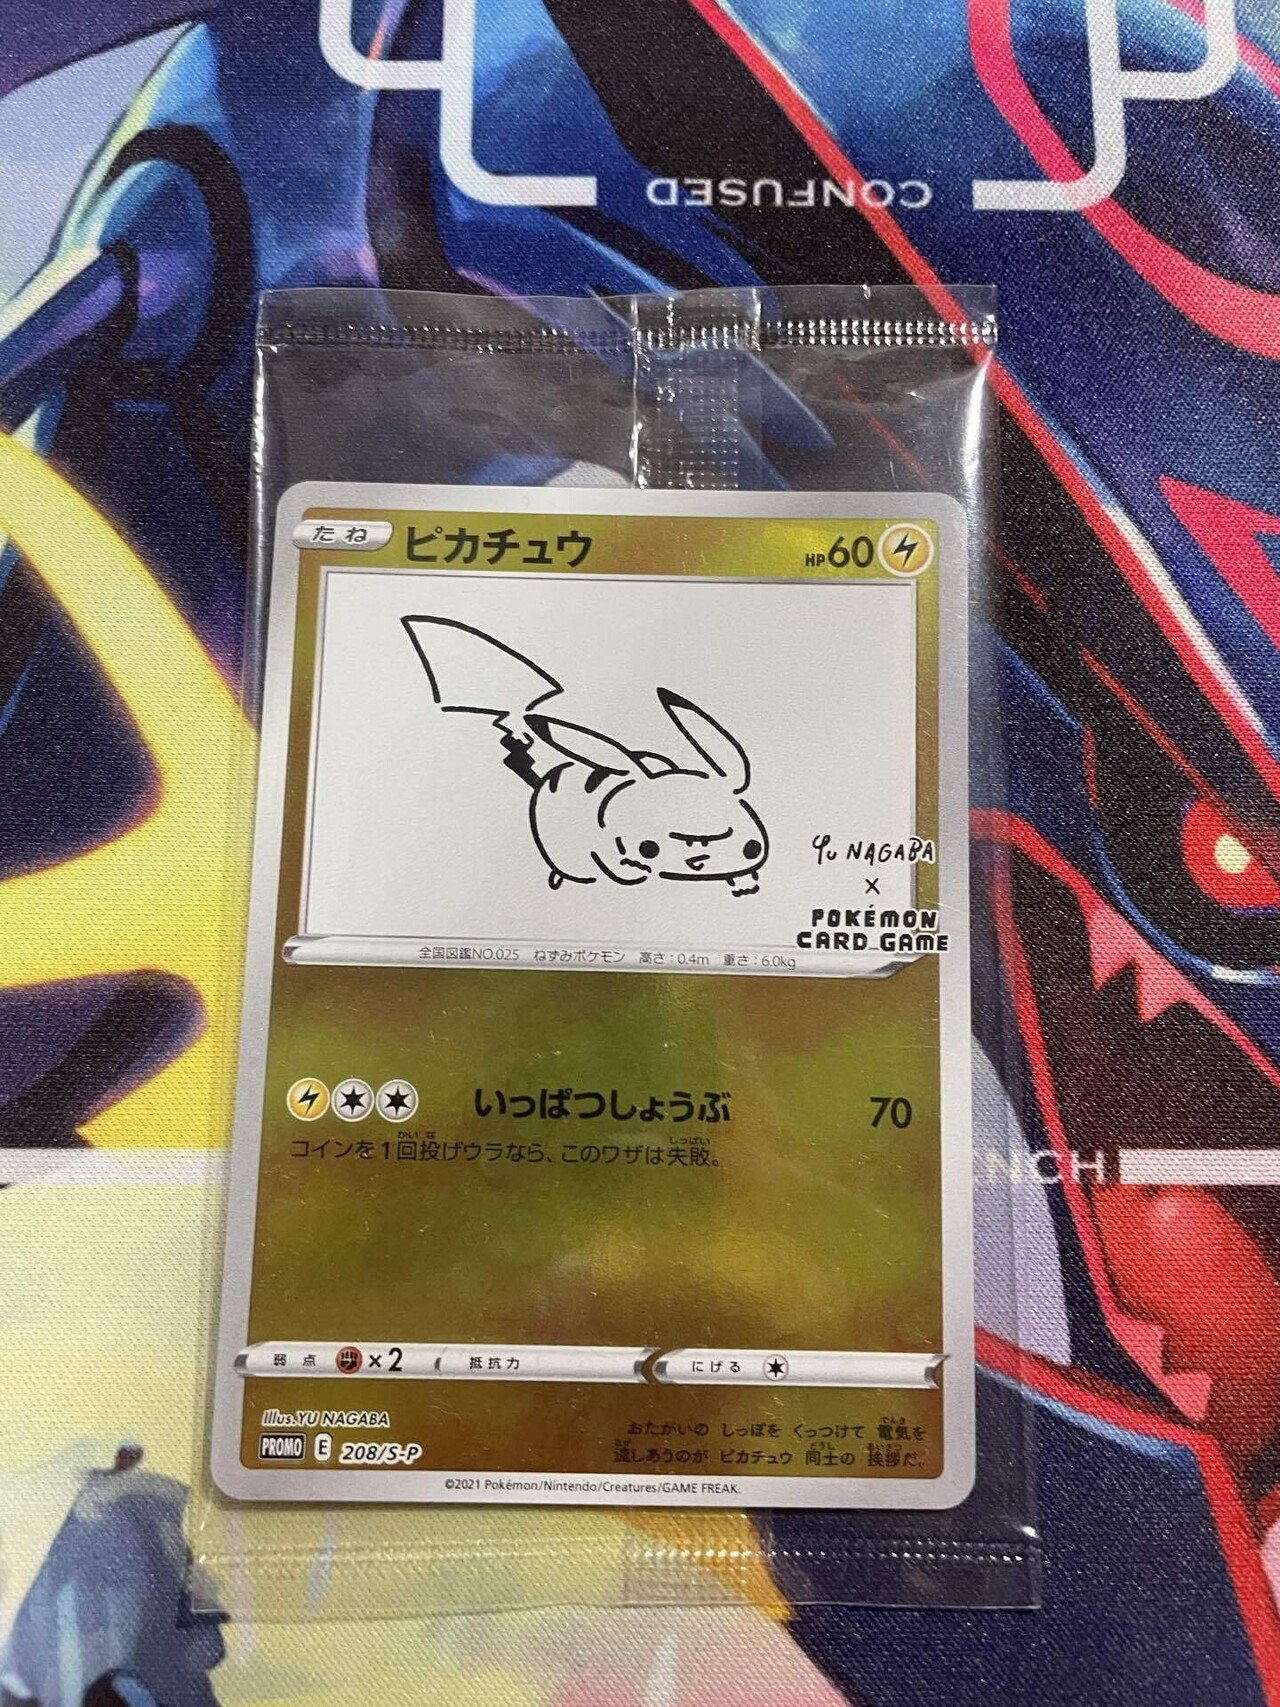 CONFUSED
たね ピカチュウ HP60
YU NAGABA
×
POKÉMON
CARD GAME
全国図鑑NO.025 ねずみポケモン 高さ:0.4m 重さ:6.0kg
いっぱつしょうぶ 70
コインを1回投げウラなら、このワザは失敗。
NCH
弱点 ×2 抵抗力 にげる
illus.YU NAGABA
PROMO E 208/S-P
おたがいの しっぽを くっつけて 電気を
流しあうのが ピカチュウ 同士の 挨拶だ。
©2021 Pokémon/Nintendo/Creatures/GAME FREAK.